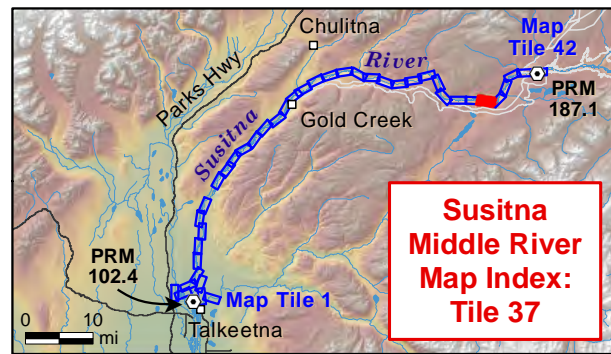 Chulitna
Map
Tile 42
River
Parks Hwy
PRM
187.1
Gold Creek
Susitna
Susitna
Middle River
Map Index:
Tile 37
PRM
102.4
Map Tile 1
Talkeetna
0 10
mi